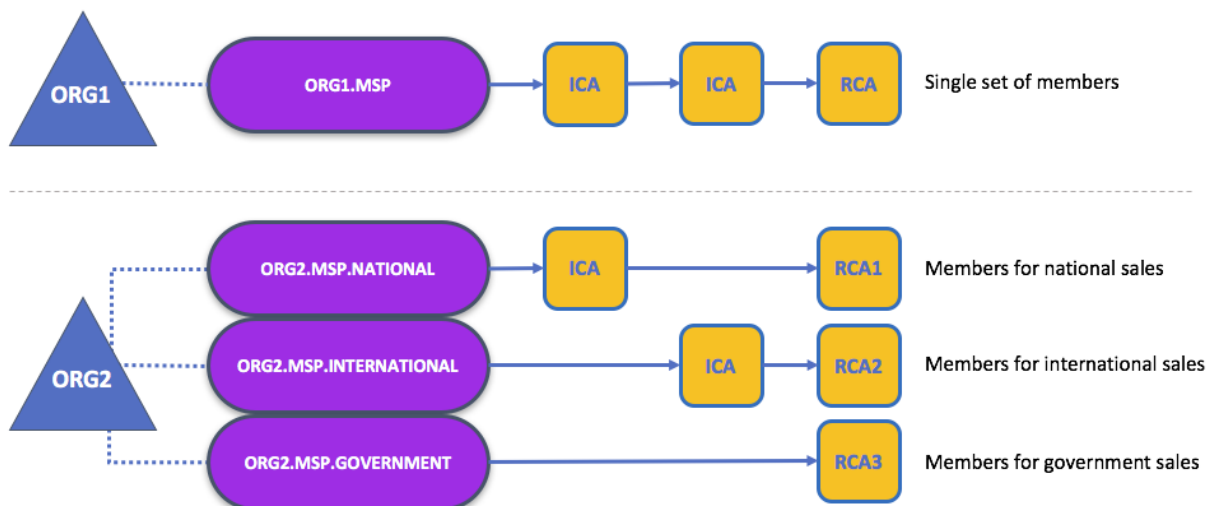 ORG1
ORG1.MSP
ICA
ICA
RCA
Single set of members
ORG2
ORG2.MSP.NATIONAL
ICA
RCA1
Members for national sales
ORG2.MSP.INTERNATIONAL
ICA
RCA2
Members for international sales
ORG2.MSP.GOVERNMENT
RCA3
Members for government sales